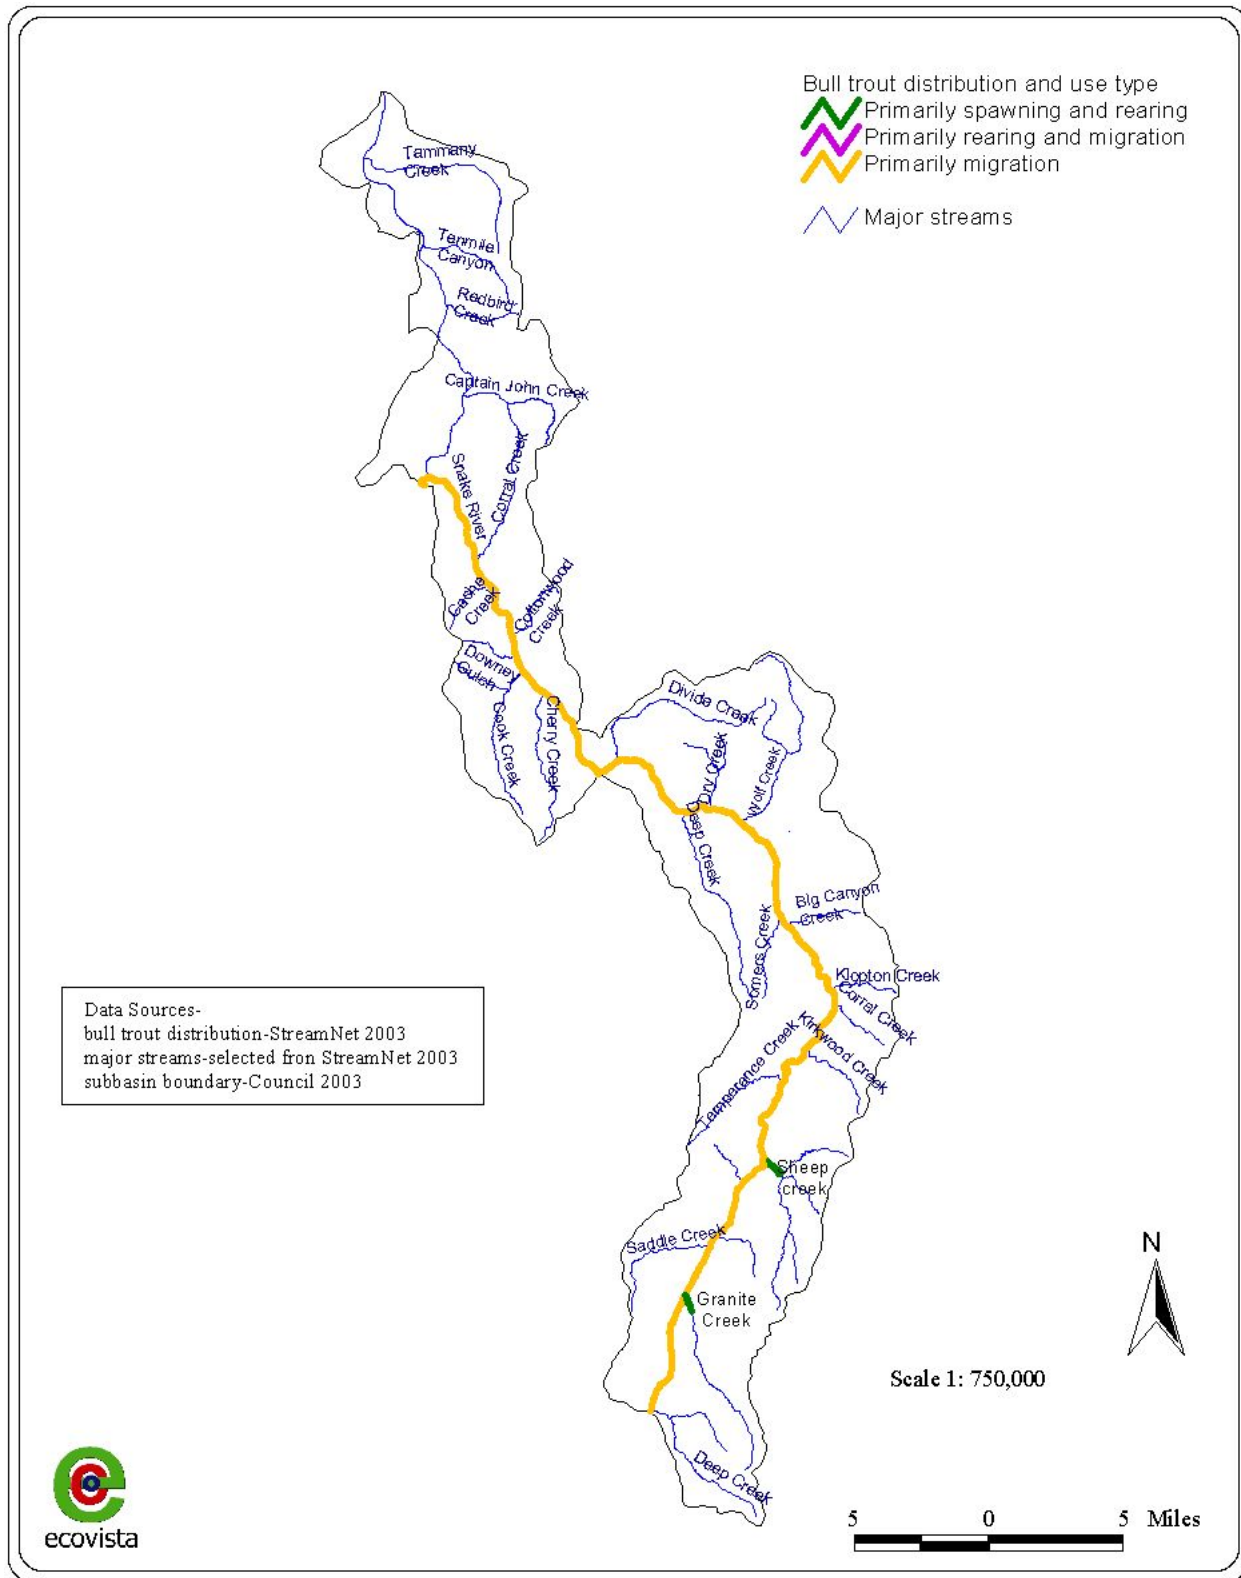 Bull trout distribution and use type
Primarily spawning and rearing
Primarily rearing and migration
Primarily migration
Major streams
Tammany
Creek
Tenmile
Canyon
Redbird
Creek
Captain John Creek
Snake River
Corral Creek
Cache
Creek
Cottonwood
Creek
Downey
Gulch
Cook Creek
Cherry Creek
Divide Creek
Dry Creek
Wolf Creek
Deep Creek
Somers Creek
Big Canyon
Creek
Klopton Creek
Corral Creek
Kirkwood Creek
Temperance Creek
Sheep
creek
Saddle Creek
Granite
Creek
Deep Creek
Data Sources-
bull trout distribution-StreamNet 2003
major streams-selected fron StreamNet 2003
subbasin boundary-Council 2003
N
Scale 1: 750,000
5 0 5 Miles
e
ecovista